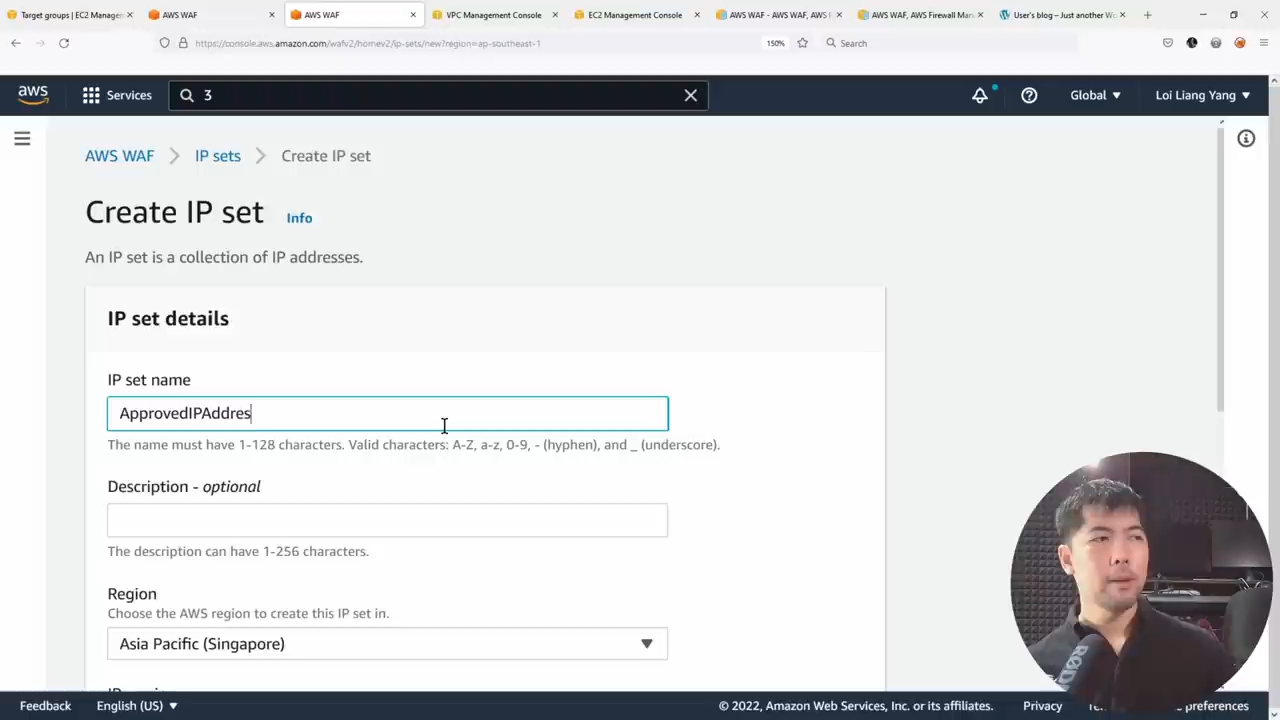 Target groups | EC2 Managem
AWS WAF
AWS WAF
VPC Management Console
EC2 Management Console
AWS WAF - AWS WAF, AWS F
AWS WAF, AWS Firewall Man
User's blog – Just another W
https://console.aws.amazon.com/wafv2/homev2/ip-sets/new?region=ap-southeast-1
150%
Search
aws
Services
3
Global
Loi Liang Yang
AWS WAF
IP sets
Create IP set
Create IP set
Info
An IP set is a collection of IP addresses.
IP set details
IP set name
ApprovedIPAddres
The name must have 1-128 characters. Valid characters: A-Z, a-z, 0-9, - (hyphen), and _ (underscore).
Description - optional
The description can have 1-256 characters.
Region
Choose the AWS region to create this IP set in.
Asia Pacific (Singapore)
RØD
Feedback
English (US)
© 2022, Amazon Web Services, Inc. or its affiliates.
Privacy
preferences